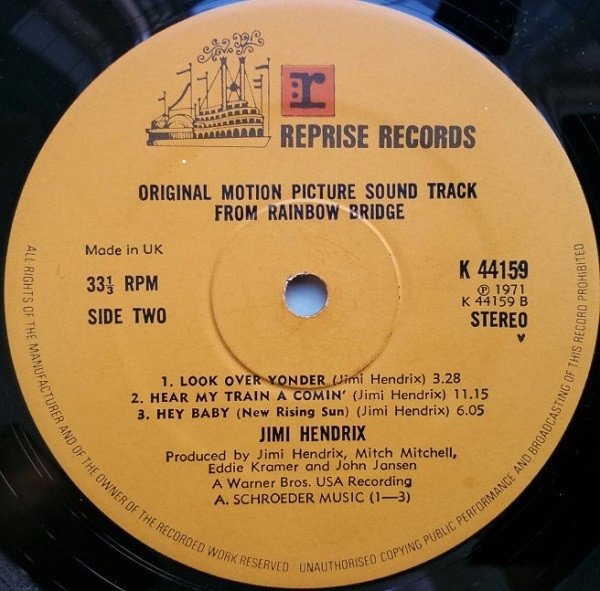 r
REPRISE RECORDS
ORIGINAL MOTION PICTURE SOUND TRACK
FROM RAINBOW BRIDGE
Made in UK
33⅓ RPM
SIDE TWO
K 44159
℗ 1971
K 44159 B
STEREO
1. LOOK OVER YONDER (Jimi Hendrix) 3.28
2. HEAR MY TRAIN A COMIN' (Jimi Hendrix) 11.15
3. HEY BABY (New Rising Sun) (Jimi Hendrix) 6.05
JIMI HENDRIX
Produced by Jimi Hendrix, Mitch Mitchell,
Eddie Kramer and John Jansen
A Warner Bros. USA Recording
A. SCHROEDER MUSIC (1—3)
ALL RIGHTS OF THE MANUFACTURER AND OF THE OWNER OF THE RECORDED WORK RESERVED UNAUTHORISED COPYING PUBLIC PERFORMANCE AND BROADCASTING OF THIS RECORD PROHIBITED